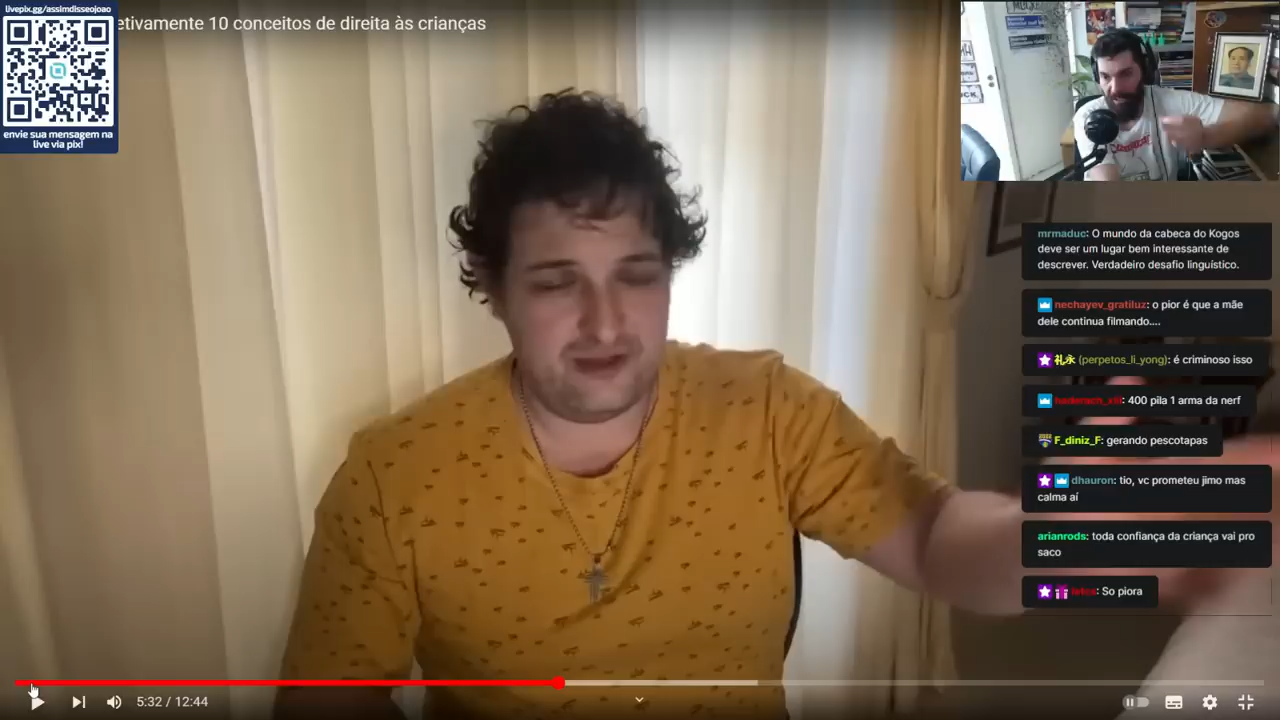 livepix.gg/assimdisseojoao
etivamente 10 conceitos de direita às crianças
envie sua mensagem na
live via pix!
mrmaduc: O mundo da cabeca do Kogos
deve ser um lugar bem interessante de
descrever. Verdadeiro desafio linguístico.
nechayev_gratiluz: o pior é que a mãe
dele continua filmando....
礼永 (perpetos_li_yong): é criminoso isso
: 400 pila 1 arma da nerf
F_diniz_F: gerando pescotapas
dhauron: tio, vc prometeu jimo mas
calma aí
arianrods: toda confiança da criança vai pro
saco
: So piora
5:32 / 12:44